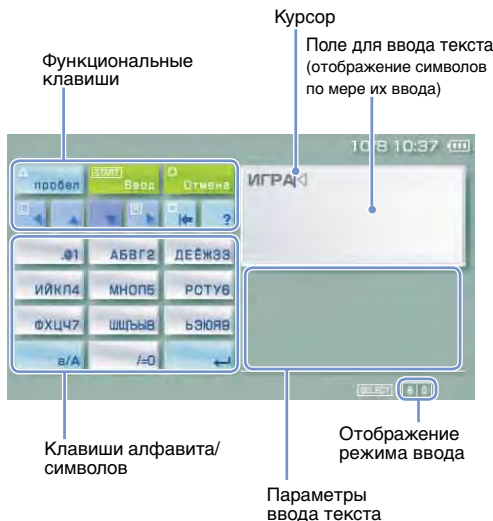 Курсор
Поле для ввода текста
(отображение символов
по мере их ввода)
Функциональные
клавиши
10/8 10:37
пробел
START
Ввод
Отмена
L
R
?
ИГРА
.@1
АБВГ2
ДЕЁЖЗ3
ИЙКЛ4
МНОП5
РСТУ6
ФХЦЧ7
ШЩЪЫ8
ЬЭЮЯ9
a/A
/=0
SELECT
Клавиши алфавита/
символов
Отображение
режима ввода
Параметры
ввода текста